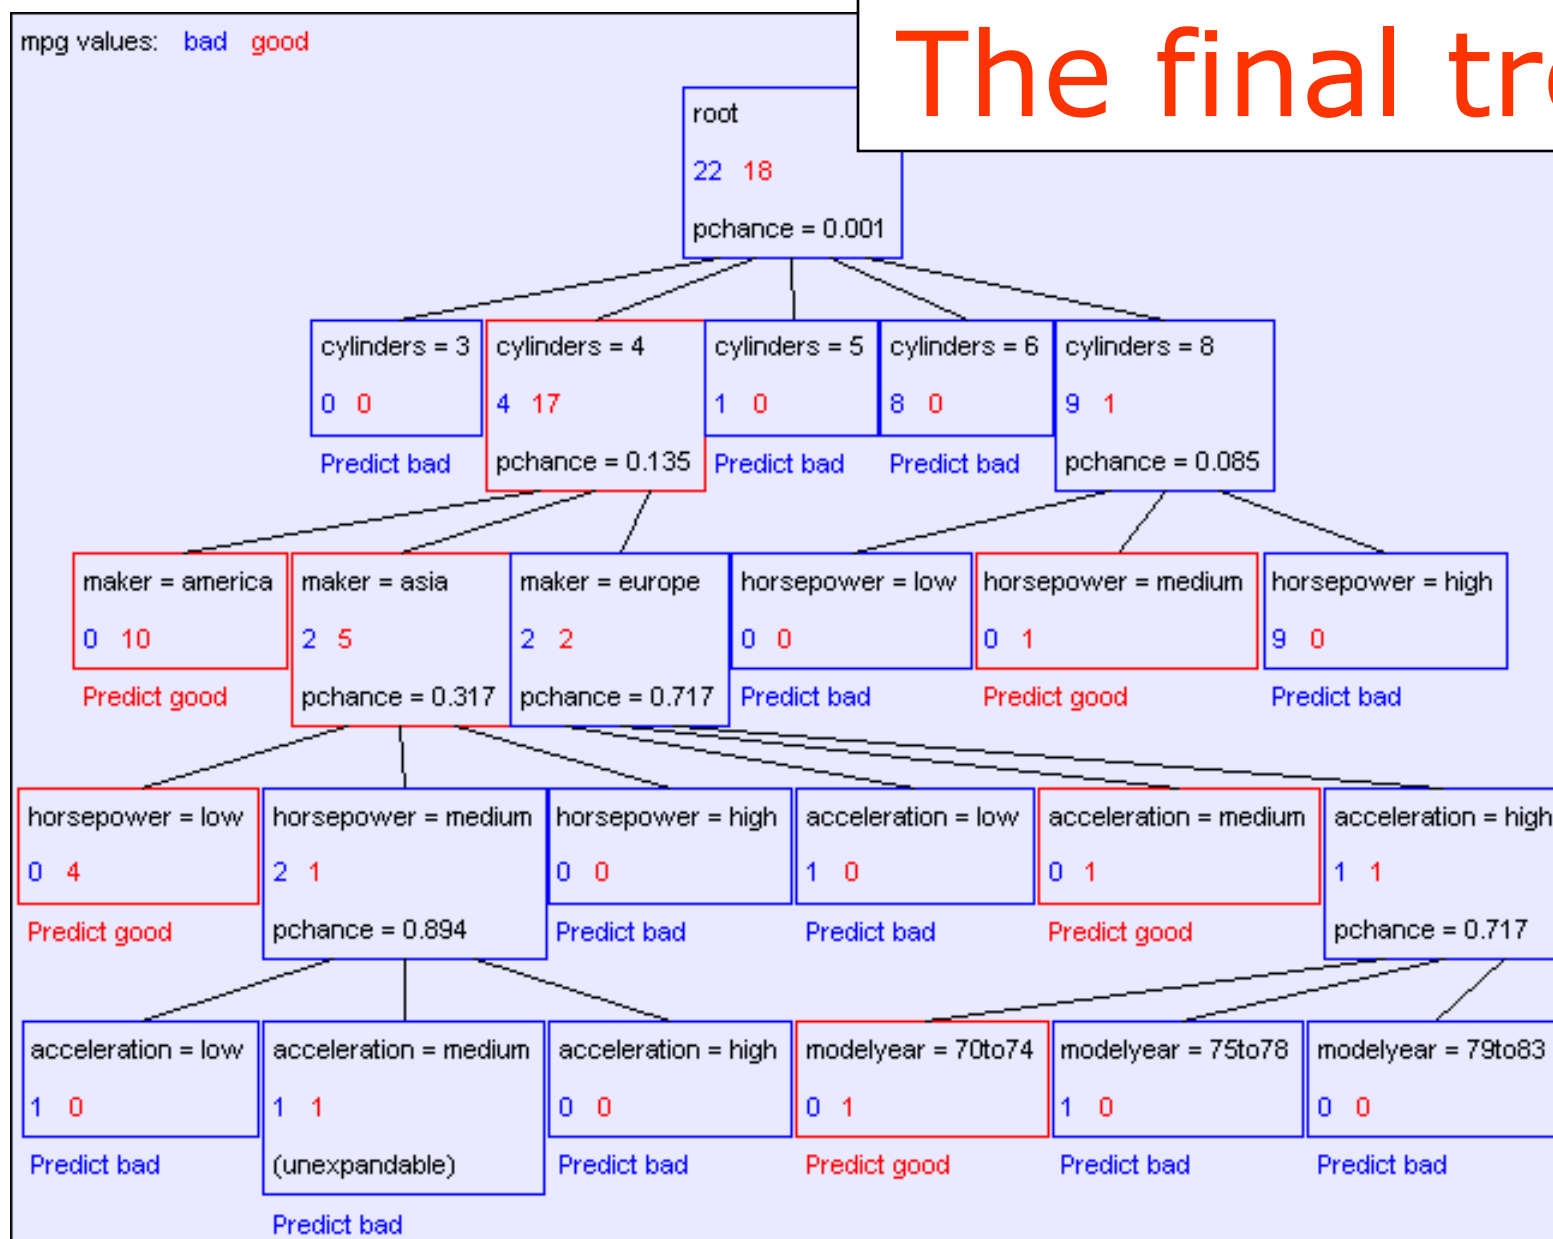 mpg values: bad good
The final tr
root
22 18
pchance = 0.001
cylinders = 3
0 0
Predict bad
cylinders = 4
4 17
pchance = 0.135
cylinders = 5
1 0
Predict bad
cylinders = 6
8 0
Predict bad
cylinders = 8
9 1
pchance = 0.085
maker = america
0 10
Predict good
maker = asia
2 5
pchance = 0.317
maker = europe
2 2
pchance = 0.717
horsepower = low
0 0
Predict bad
horsepower = medium
0 1
Predict good
horsepower = high
9 0
Predict bad
horsepower = low
0 4
Predict good
horsepower = medium
2 1
pchance = 0.894
horsepower = high
0 0
Predict bad
acceleration = low
1 0
Predict bad
acceleration = medium
0 1
Predict good
acceleration = high
1 1
pchance = 0.717
acceleration = low
1 0
Predict bad
acceleration = medium
1 1
(unexpandable)
Predict bad
acceleration = high
0 0
Predict bad
modelyear = 70to74
0 1
Predict good
modelyear = 75to78
1 0
Predict bad
modelyear = 79to83
0 0
Predict bad